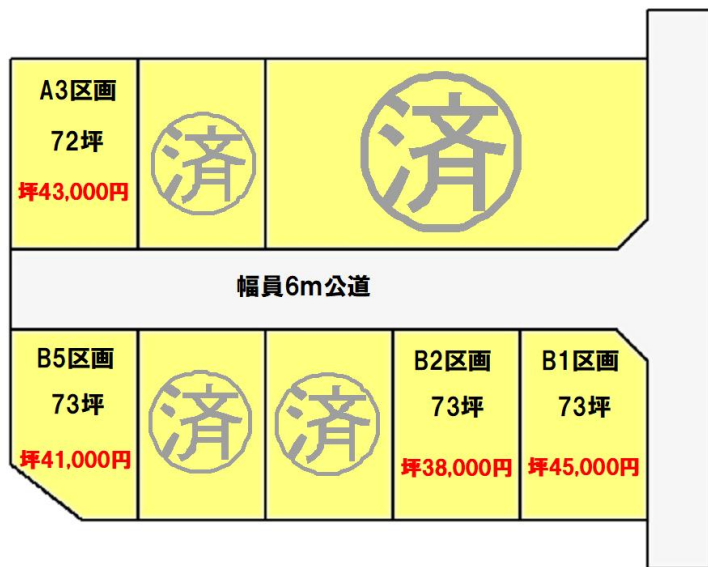 A3区画
72坪
坪43,000円
済
済
幅員6m公道
B5区画
73坪
坪41,000円
済
済
B2区画
73坪
坪38,000円
B1区画
73坪
坪45,000円